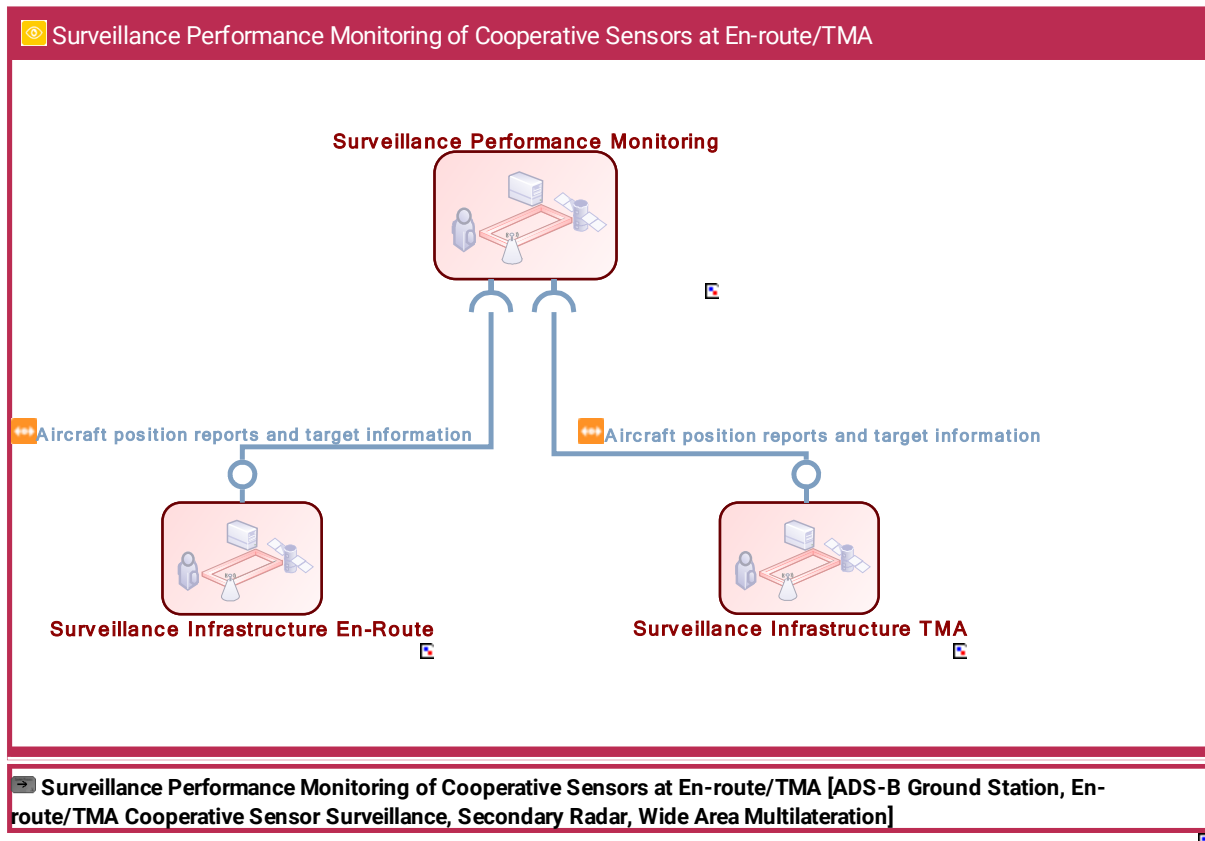 Surveillance Performance Monitoring of Cooperative Sensors at En-route/TMA
Surveillance Performance Monitoring
Aircraft position reports and target information
Aircraft position reports and target information
Surveillance Infrastructure En-Route
Surveillance Infrastructure TMA
Surveillance Performance Monitoring of Cooperative Sensors at En-route/TMA [ADS-B Ground Station, En-
route/TMA Cooperative Sensor Surveillance, Secondary Radar, Wide Area Multilateration]